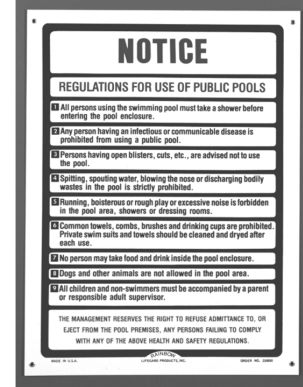 NOTICE
REGULATIONS FOR USE OF PUBLIC POOLS
1 All persons using the swimming pool must take a shower before
entering the pool enclosure.
2 Any person having an infectious or communicable disease is
prohibited from using a public pool.
3 Persons having open blisters, cuts, etc., are advised not to use
the pool.
4 Spitting, spouting water, blowing the nose or discharging bodily
wastes in the pool is strictly prohibited.
5 Running, boisterous or rough play or excessive noise is forbidden
in the pool area, showers or dressing rooms.
6 Common towels, combs, brushes and drinking cups are prohibited.
Private swim suits and towels should be cleaned and dryed after
each use.
7 No person may take food and drink inside the pool enclosure.
8 Dogs and other animals are not allowed in the pool area.
9 All children and non-swimmers must be accompanied by a parent
or responsible adult supervisor.
THE MANAGEMENT RESERVES THE RIGHT TO REFUSE ADMITTANCE TO, OR
EJECT FROM THE POOL PREMISES, ANY PERSONS FAILING TO COMPLY
WITH ANY OF THE ABOVE HEALTH AND SAFETY REGULATIONS.
RAINBOW
MADE IN U.S.A. LIFEGARD PRODUCTS, INC. ORDER NO.